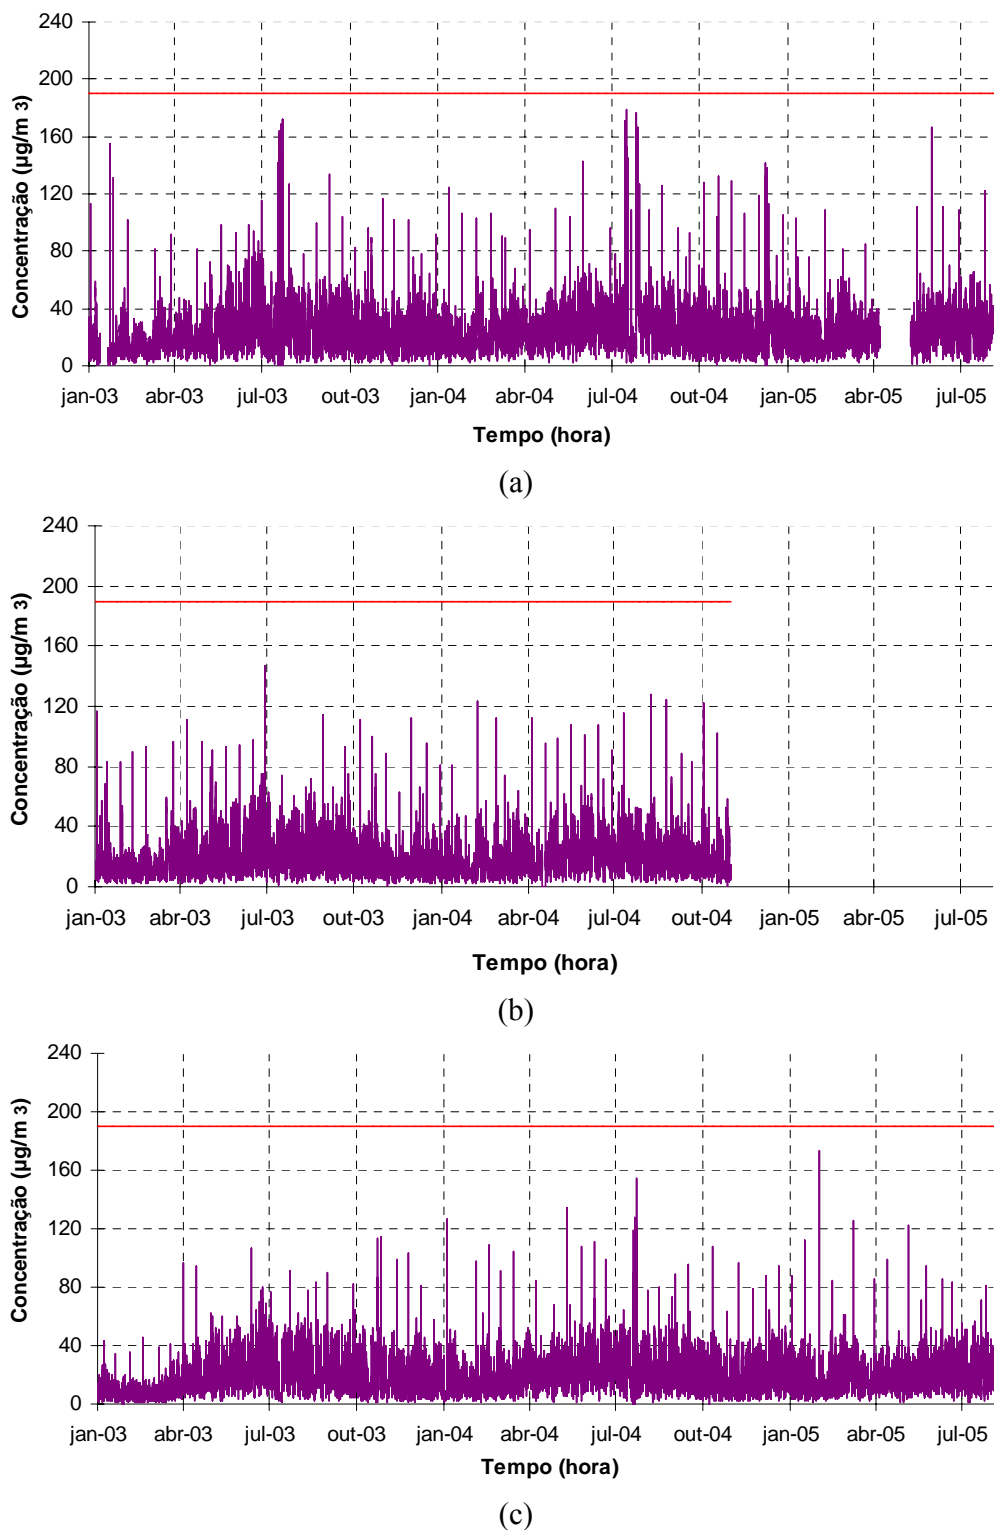 Concentração (µg/m 3)
240
200
160
120
80
40
0
jan-03 abr-03 jul-03 out-03 jan-04 abr-04 jul-04 out-04 jan-05 abr-05 jul-05
Tempo (hora)
(a)
Concentração (µg/m 3)
240
200
160
120
80
40
0
jan-03 abr-03 jul-03 out-03 jan-04 abr-04 jul-04 out-04 jan-05 abr-05 jul-05
Tempo (hora)
(b)
Concentração (µg/m 3)
240
200
160
120
80
40
0
jan-03 abr-03 jul-03 out-03 jan-04 abr-04 jul-04 out-04 jan-05 abr-05 jul-05
Tempo (hora)
(c)